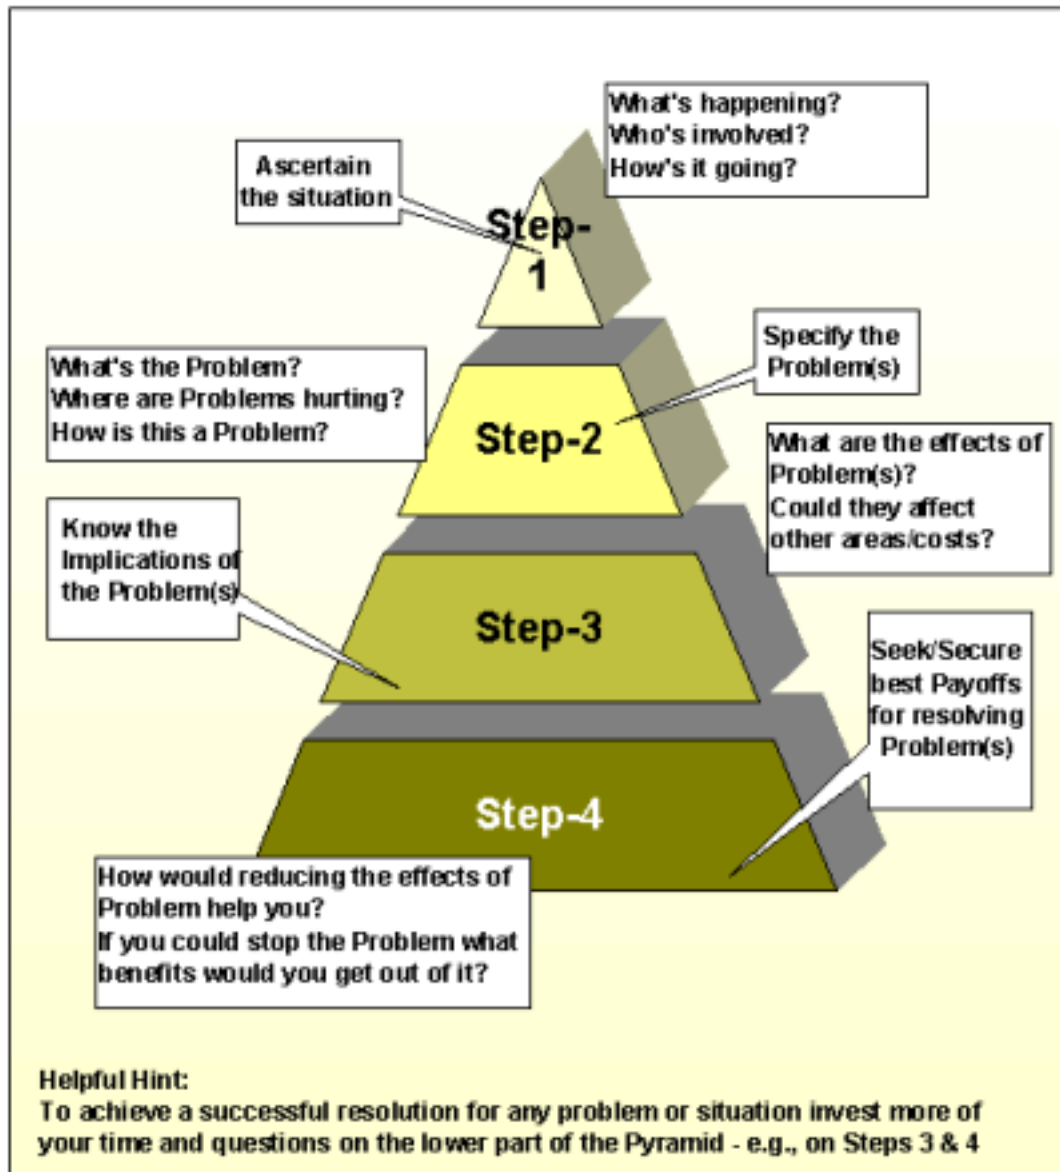 What's happening?
Who's involved?
How's it going?
Ascertain
the situation
Step-
1
Specify the
Problem(s)
What's the Problem?
Where are Problems hurting?
How is this a Problem?
Step-2
What are the effects of
Problem(s)?
Could they affect
other areas/costs?
Know the
Implications of
the Problem(s)
Step-3
Seek/Secure
best Payoffs
for resolving
Problem(s)
Step-4
How would reducing the effects of
Problem help you?
If you could stop the Problem what
benefits would you get out of it?
Helpful Hint:
To achieve a successful resolution for any problem or situation invest more of
your time and questions on the lower part of the Pyramid - e.g., on Steps 3 & 4